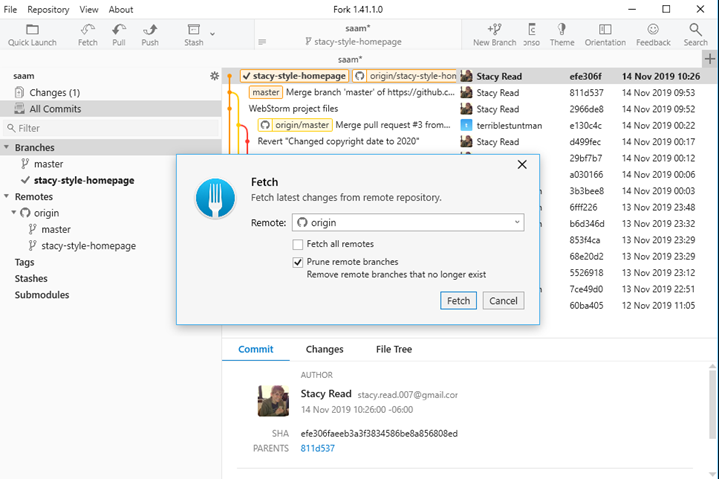 File Repository View About Fork 1.41.1.0
saam*
Quick Launch Fetch Pull Push Stash stacy-style-homepage New Branch onso Theme Orientation Feedback Search
saam*
saam
Changes (1)
All Commits
Filter
Branches
master
stacy-style-homepage
Remotes
origin
master
stacy-style-homepage
Tags
Stashes
Submodules
stacy-style-homepage origin/stacy-style-hom Stacy Read efe306f 14 Nov 2019 10:26
master Merge branch 'master' of https://github.c... Stacy Read 811d537 14 Nov 2019 09:53
WebStorm project files Stacy Read 2966de8 14 Nov 2019 09:52
origin/master Merge pull request #3 from... terriblestuntman e130c4c 14 Nov 2019 00:22
Revert "Changed copyright date to 2020" Stacy Read d499fec 14 Nov 2019 00:17
29bf7b7 14 Nov 2019 00:12
a030166 14 Nov 2019 00:06
3b3bee8 14 Nov 2019 00:03
6fff226 13 Nov 2019 23:48
b6d346d 13 Nov 2019 23:32
853f4ca 13 Nov 2019 23:29
68e20d2 13 Nov 2019 23:29
5526918 13 Nov 2019 23:12
7ce49d0 13 Nov 2019 22:51
60ba405 12 Nov 2019 11:05
Fetch
Fetch latest changes from remote repository.
Remote: origin
Fetch all remotes
Prune remote branches
Remove remote branches that no longer exist
Fetch Cancel
Commit Changes File Tree
AUTHOR
Stacy Read stacy.read.007@gmail.cor
14 Nov 2019 10:26:00 -06:00
SHA efe306faeeb3a3f3834586be8a856808ed
PARENTS 811d537